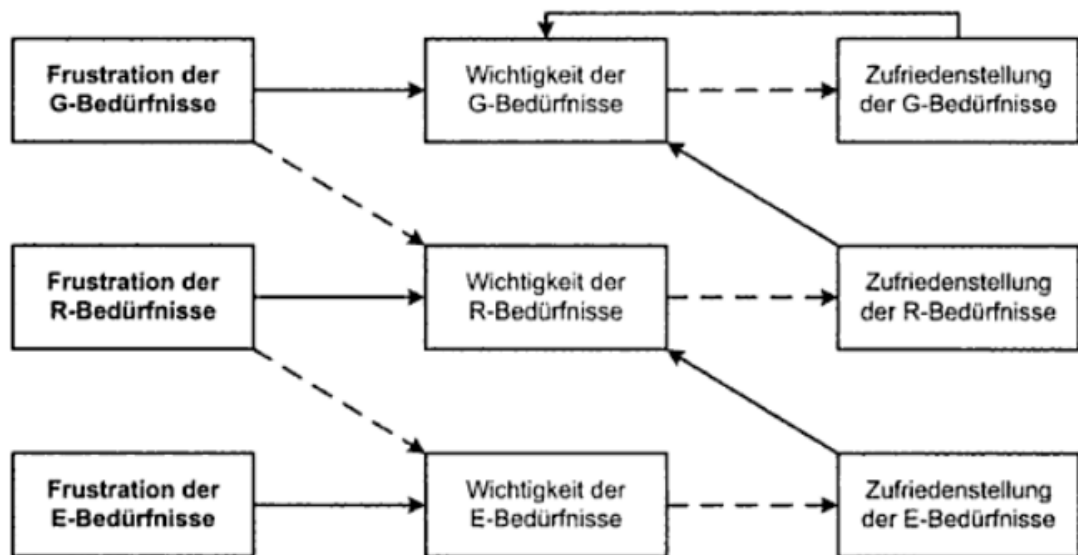 Frustration der
G-Bedürfnisse
Wichtigkeit der
G-Bedürfnisse
Zufriedenstellung
der G-Bedürfnisse
Frustration der
R-Bedürfnisse
Wichtigkeit der
R-Bedürfnisse
Zufriedenstellung
der R-Bedürfnisse
Frustration der
E-Bedürfnisse
Wichtigkeit der
E-Bedürfnisse
Zufriedenstellung
der E-Bedürfnisse